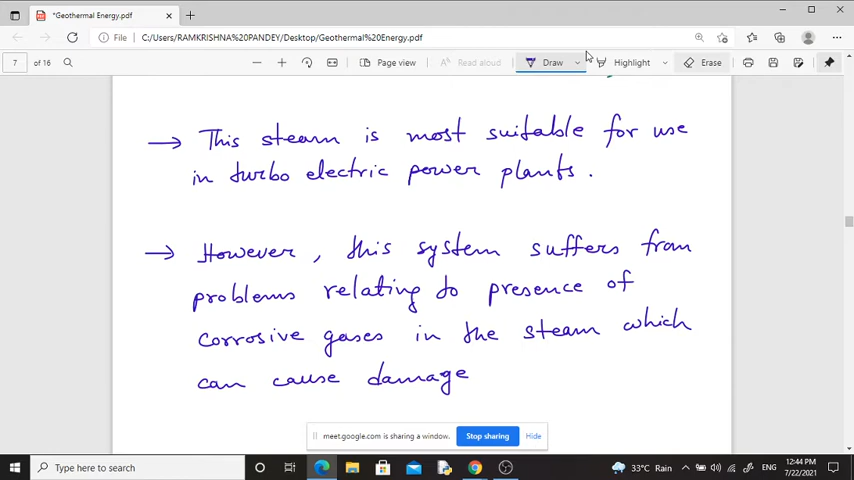 *Geothermal Energy.pdf
File
C:/Users/RAMKRISHNA%20PANDEY/Desktop/Geothermal%20Energy.pdf
7 of 16
Page view
Read aloud
Draw
Highlight
Erase
→ This steam is most suitable for use
in turbo electric power plants.
→ However, this system suffers from
problems relating to presence of
corrosive gases in the steam which
can cause damage
meet.google.com is sharing a window.
Stop sharing
Hide
Type here to search
33°C Rain
ENG
12:44 PM
7/22/2021